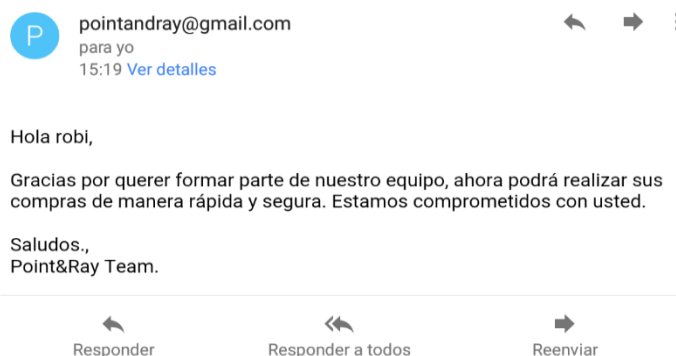 P
pointandray@gmail.com
para yo
15:19 Ver detalles
Hola robi,
Gracias por querer formar parte de nuestro equipo, ahora podrá realizar sus
compras de manera rápida y segura. Estamos comprometidos con usted.
Saludos.,
Point&Ray Team.
Responder
Responder a todos
Reenviar